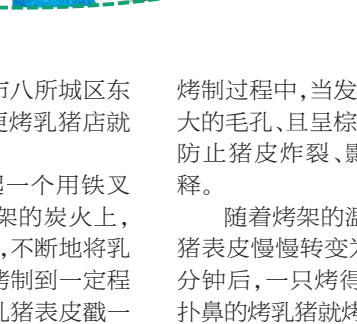 市八所城区东
更烤乳猪店就
起一个用铁叉
架的炭火上，
，不断地将乳
烤制到一定程
乳猪表皮戳一
烤制过程中，当发
大的毛孔、且呈棕
防止猪皮炸裂、影
释。
随着烤架的温
猪表皮慢慢转变为
分钟后，一只烤得
扑鼻的烤乳猪就烤